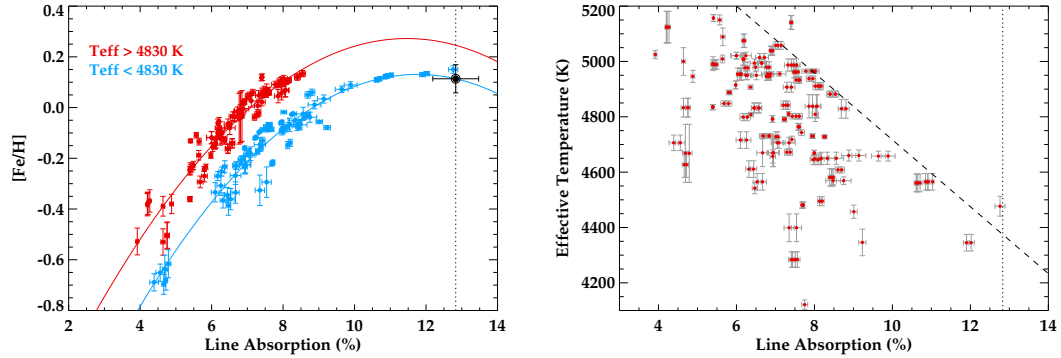 0.4
0.2
0.0
-0.2
-0.4
-0.6
-0.8
[Fe/H]
Teff > 4830 K
Teff < 4830 K
2 4 6 8 10 12 14
Line Absorption (%)
5200
5000
4800
4600
4400
4200
Effective Temperature (K)
4 6 8 10 12 14
Line Absorption (%)